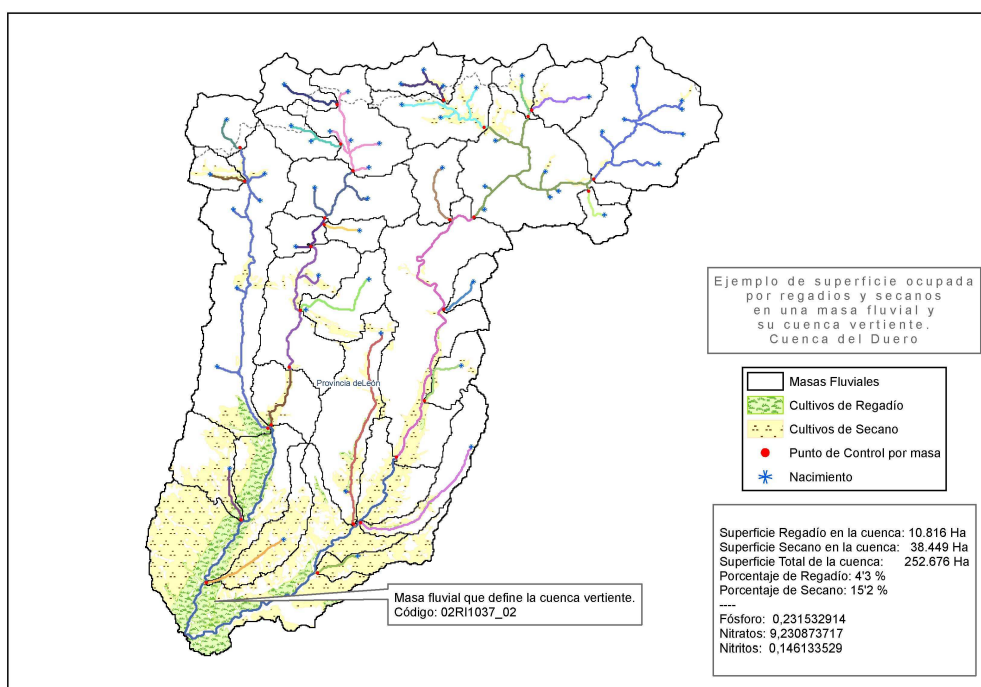 Ejemplo de superficie ocupada
por regadios y secanos
en una masa fluvial y
su cuenca vertiente.
Cuenca del Duero
Masas Fluviales
Cultivos de Regadío
Cultivos de Secano
Punto de Control por masa
Nacimiento
Provincia deLeón
Superficie Regadío en la cuenca: 10.816 Ha
Superficie Secano en la cuenca: 38.449 Ha
Superficie Total de la cuenca: 252.676 Ha
Porcentaje de Regadío: 4'3 %
Porcentaje de Secano: 15'2 %
----
Fósforo: 0,231532914
Nitratos: 9,230873717
Nitritos: 0,146133529
Masa fluvial que define la cuenca vertiente.
Código: 02RI1037_02